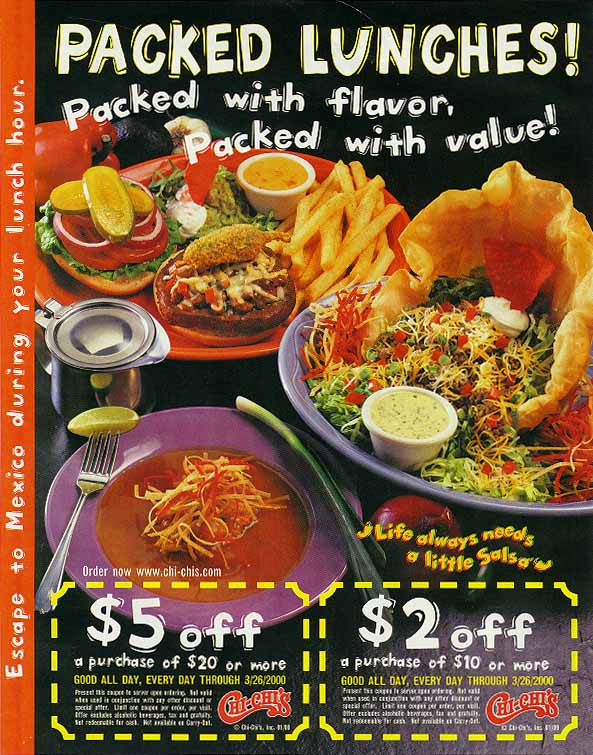 PACKED LUNCHES!
Packed with flavor,
Packed with value!
Escape to Mexico during your lunch hour.
Life always needs
a little Salsa
Order now www.chi-chis.com
$5 off
a purchase of $20 or more
GOOD ALL DAY, EVERY DAY THROUGH 3/26/2000
Present this coupon to server upon ordering. Not valid
when used in conjunction with any other discount or
special offer. Limit one coupon per order, per visit.
Offer excludes alcoholic beverages, tax and gratuity.
Not redeemable for cash. Not available on Carry-Out.
CHI-CHI'S
© Chi-Chi's, Inc. 01/00
$2 off
a purchase of $10 or more
GOOD ALL DAY, EVERY DAY THROUGH 3/26/2000
Present this coupon to server upon ordering. Not valid
when used in conjunction with any other discount or
special offer. Limit one coupon per order, per visit.
Offer excludes alcoholic beverages, tax and gratuity.
Not redeemable for cash. Not available on Carry-Out.
CHI-CHI'S
© Chi-Chi's, Inc. 01/00